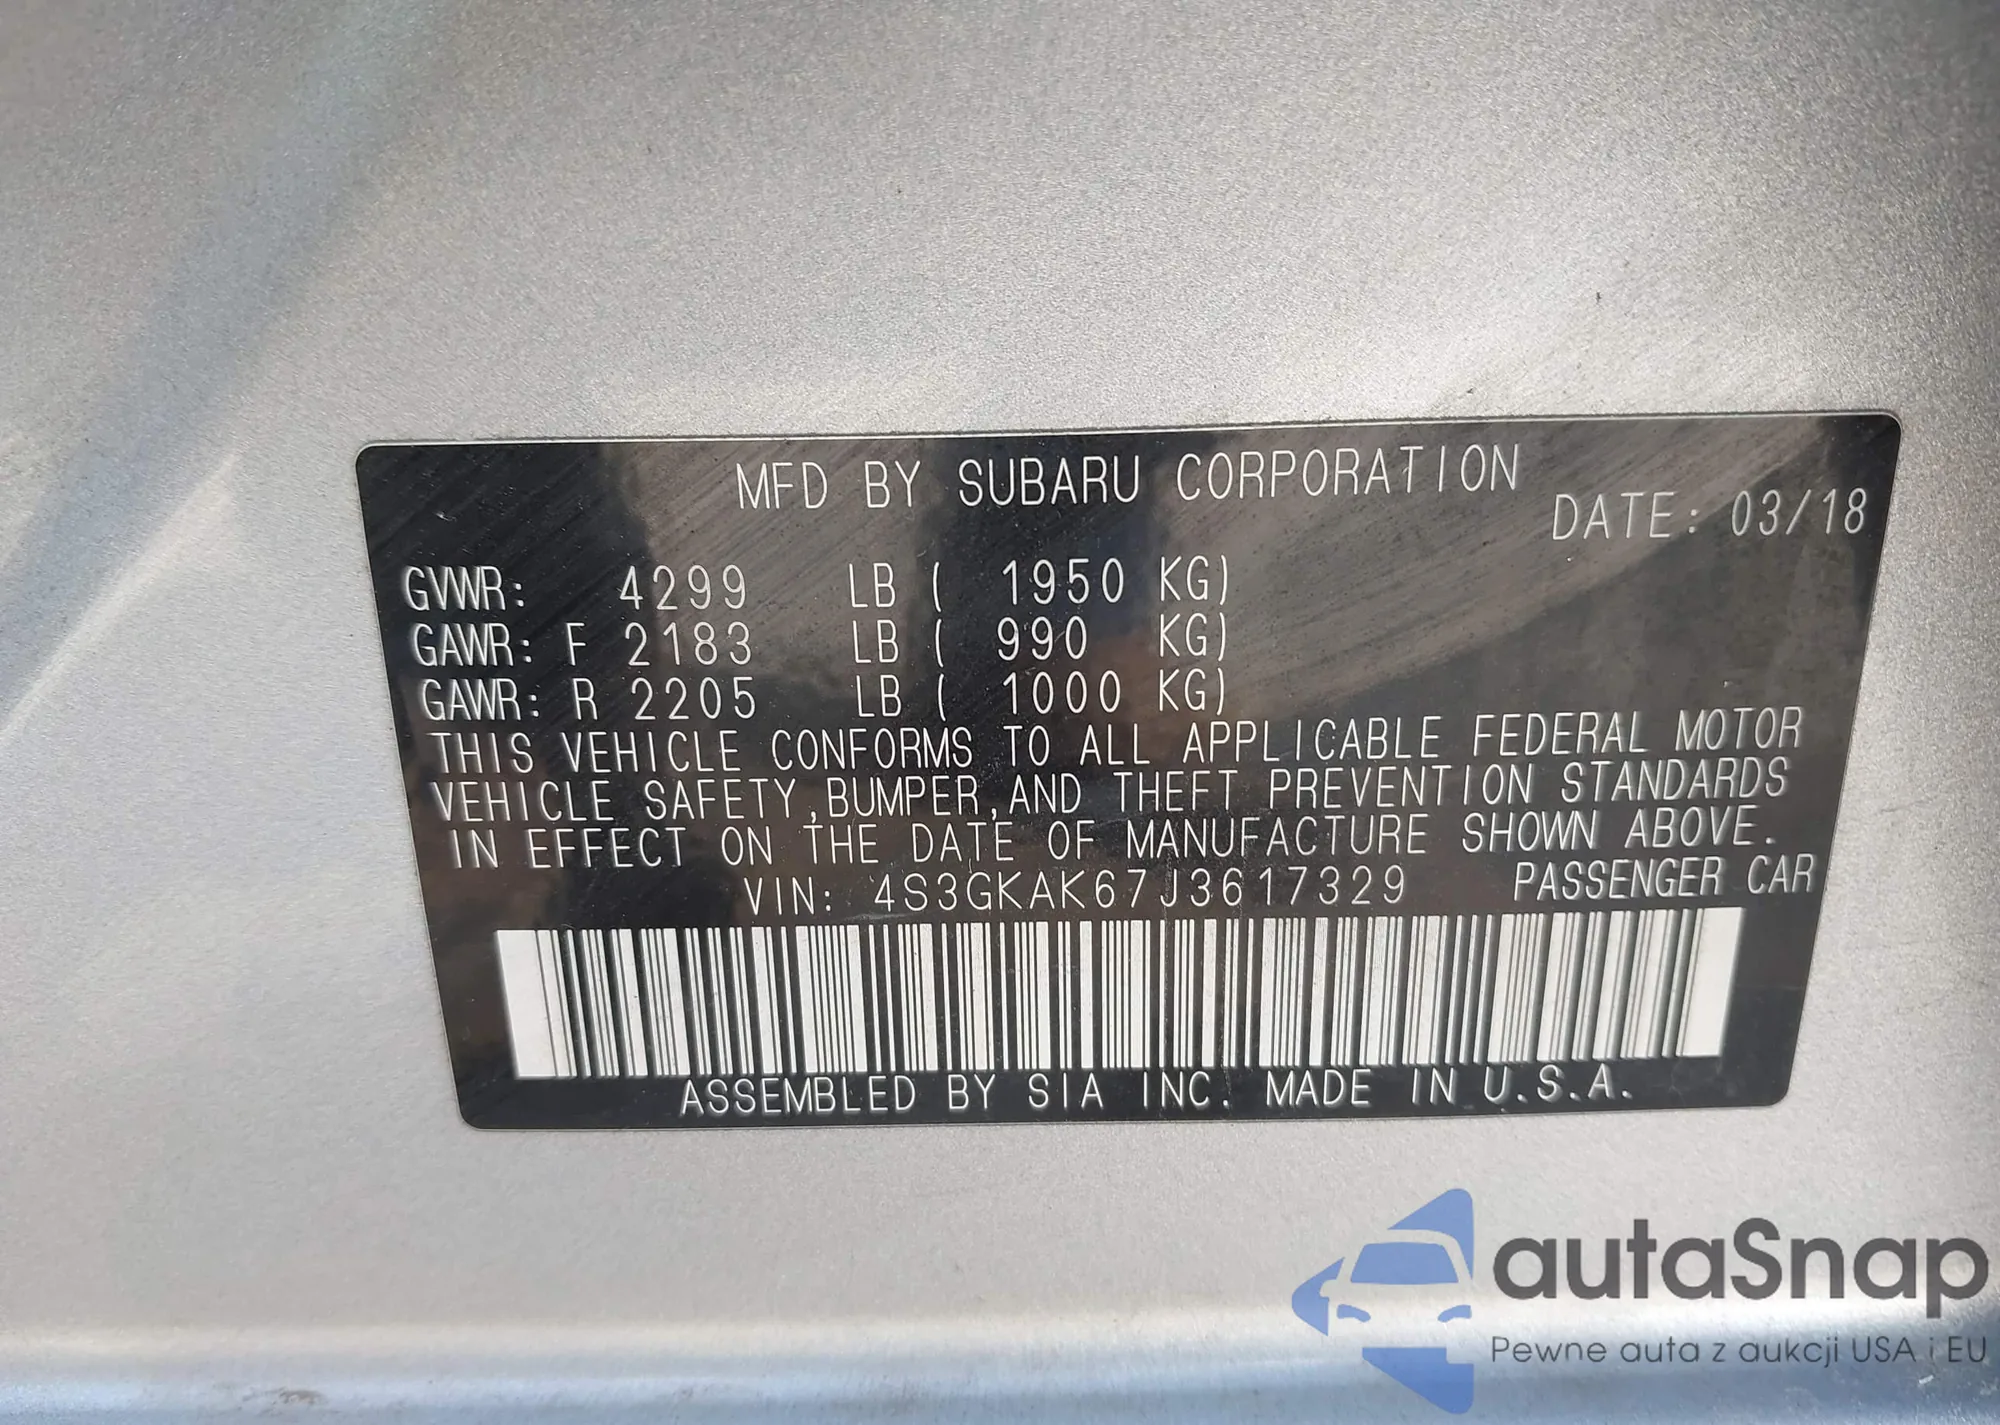 MFD BY SUBARU CORPORATION
DATE: 03/18
GVWR: 4299 LB ( 1950 KG)
GAWR: F 2183 LB ( 990 KG)
GAWR: R 2205 LB ( 1000 KG)
THIS VEHICLE CONFORMS TO ALL APPLICABLE FEDERAL MOTOR
VEHICLE SAFETY,BUMPER,AND THEFT PREVENTION STANDARDS
IN EFFECT ON THE DATE OF MANUFACTURE SHOWN ABOVE.
VIN: 4S3GKAK67J3617329 PASSENGER CAR
ASSEMBLED BY SIA INC. MADE IN U.S.A.
autaSnap
Pewne auta z aukcji USA i EU